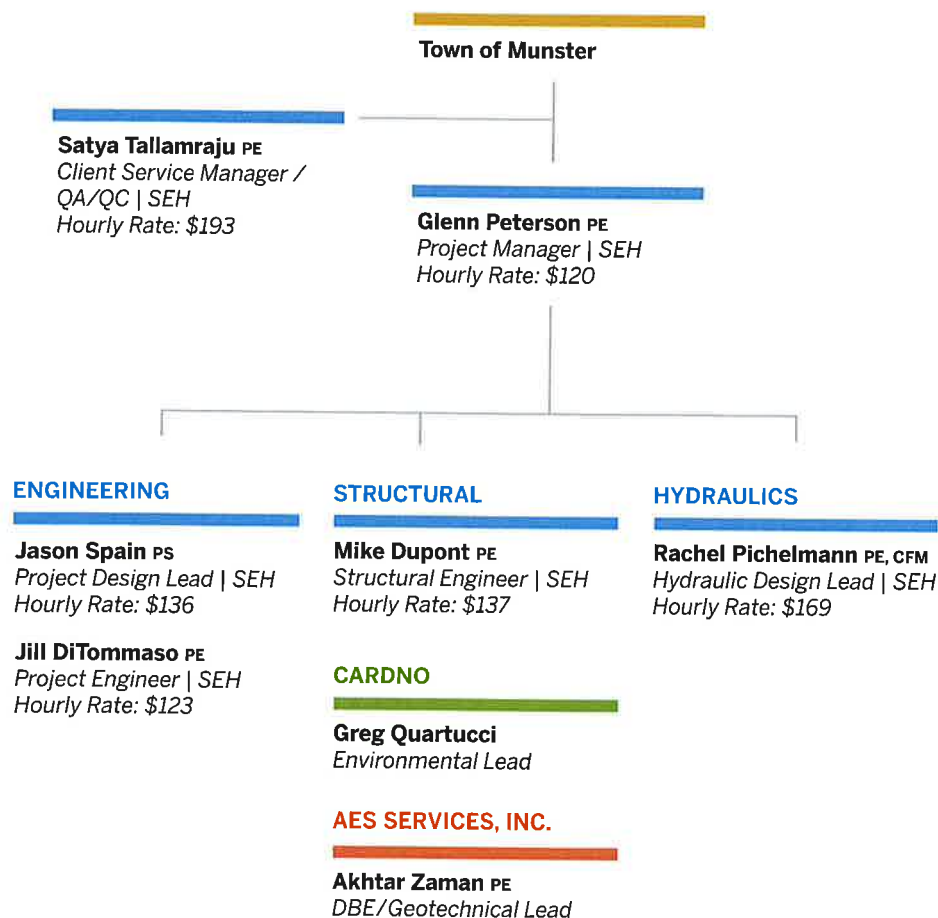 Town of Munster
Satya Tallamraju PE
Client Service Manager /
QA/QC | SEH
Hourly Rate: $193
Glenn Peterson PE
Project Manager | SEH
Hourly Rate: $120
ENGINEERING
Jason Spain PS
Project Design Lead | SEH
Hourly Rate: $136
Jill DiTommaso PE
Project Engineer | SEH
Hourly Rate: $123
STRUCTURAL
Mike Dupont PE
Structural Engineer | SEH
Hourly Rate: $137
CARDNO
Greg Quartucci
Environmental Lead
AES SERVICES, INC.
Akhtar Zaman PE
DBE/Geotechnical Lead
HYDRAULICS
Rachel Pichelmann PE, CFM
Hydraulic Design Lead | SEH
Hourly Rate: $169